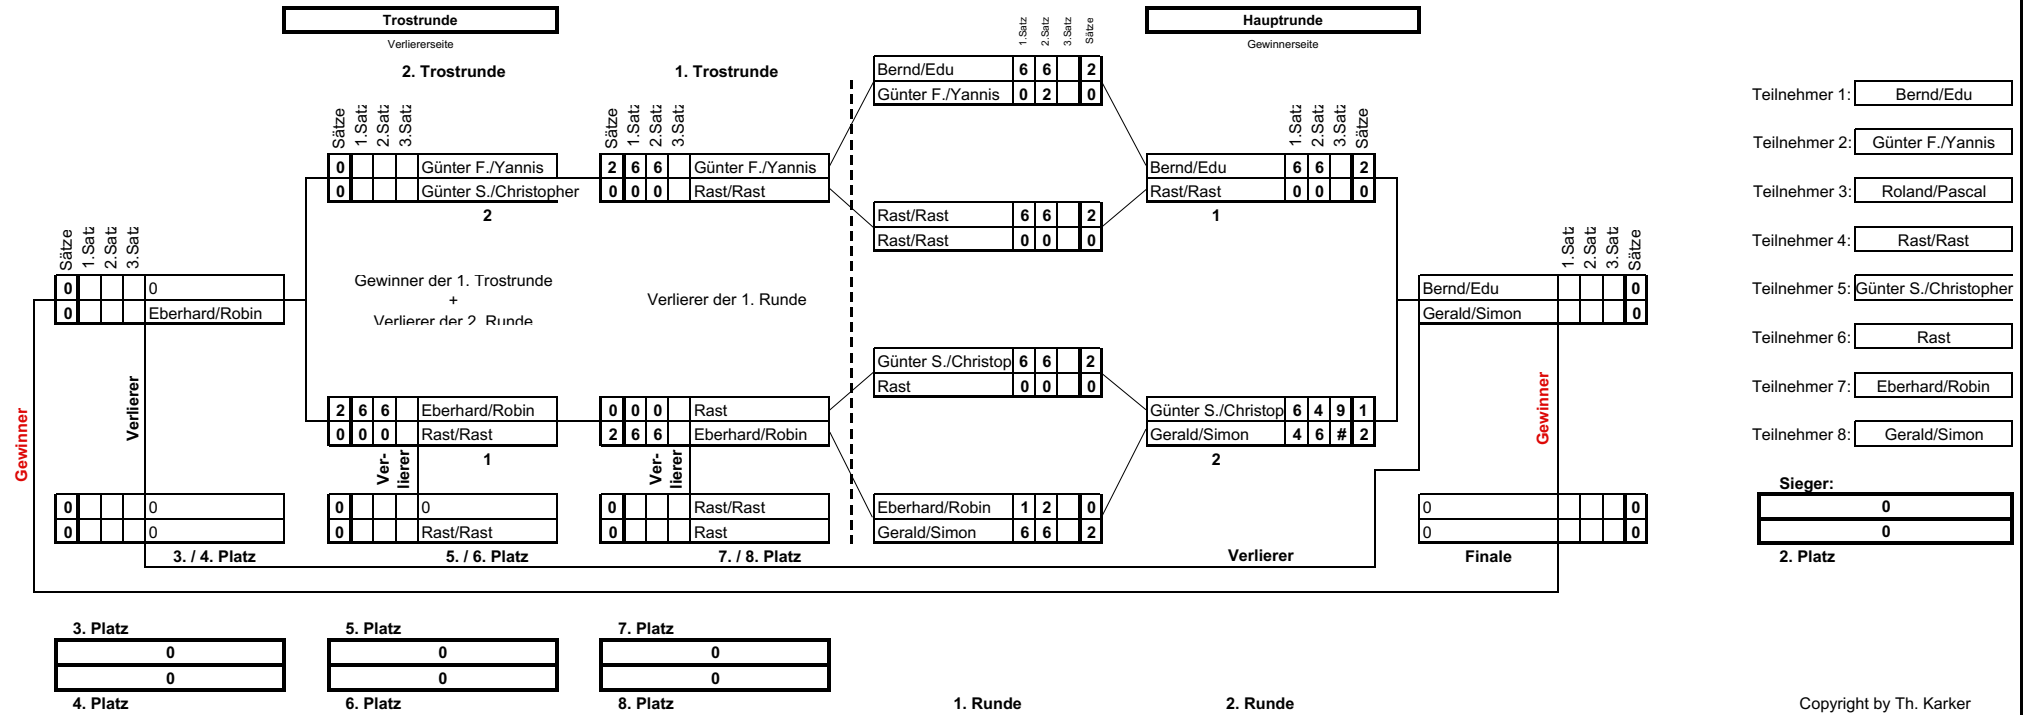 Trostrunde
Verliererseite
Hauptrunde
Gewinnerseite
2. Trostrunde
1. Trostrunde
1.Satz 2.Satz 3.Satz Sätze
Bernd/Edu 6 6 2
Günter F./Yannis 0 2 0
Teilnehmer 1: Bernd/Edu
Teilnehmer 2: Günter F./Yannis
Teilnehmer 3: Roland/Pascal
Teilnehmer 4: Rast/Rast
Teilnehmer 5: Günter S./Christopher
Teilnehmer 6: Rast
Teilnehmer 7: Eberhard/Robin
Teilnehmer 8: Gerald/Simon
Sätze 1.Satz 2.Satz 3.Satz
0 Günter F./Yannis
0 Günter S./Christopher
2
Sätze 1.Satz 2.Satz 3.Satz
2 6 6 Günter F./Yannis
0 0 0 Rast/Rast
1.Satz 2.Satz 3.Satz Sätze
Bernd/Edu 6 6 2
Rast/Rast 0 0 0
1
Rast/Rast 6 6 2
Rast/Rast 0 0 0
Sätze 1.Satz 2.Satz 3.Satz
0 0
0 Eberhard/Robin
Gewinner der 1. Trostrunde
+
Verlierer der 2. Runde
Verlierer der 1. Runde
1.Satz 2.Satz 3.Satz Sätze
Bernd/Edu 0
Gerald/Simon 0
Günter S./Christop 6 6 2
Rast 0 0 0
Gewinner
Verlierer
2 6 6 Eberhard/Robin
0 0 0 Rast/Rast
1
Ver-
lierer
0 0 0 Rast
2 6 6 Eberhard/Robin
Ver-
lierer
Günter S./Christop 6 4 9 1
Gerald/Simon 4 6 # 2
2
Gewinner
0 0
0 0
3. / 4. Platz
0 0
0 Rast/Rast
5. / 6. Platz
0 Rast/Rast
0 Rast
7. / 8. Platz
Eberhard/Robin 1 2 0
Gerald/Simon 6 6 2
Verlierer
0 0
0 0
Finale
Sieger:
0
0
2. Platz
3. Platz
0
0
4. Platz
5. Platz
0
0
6. Platz
7. Platz
0
0
8. Platz
1. Runde
2. Runde
Copyright by Th. Karker